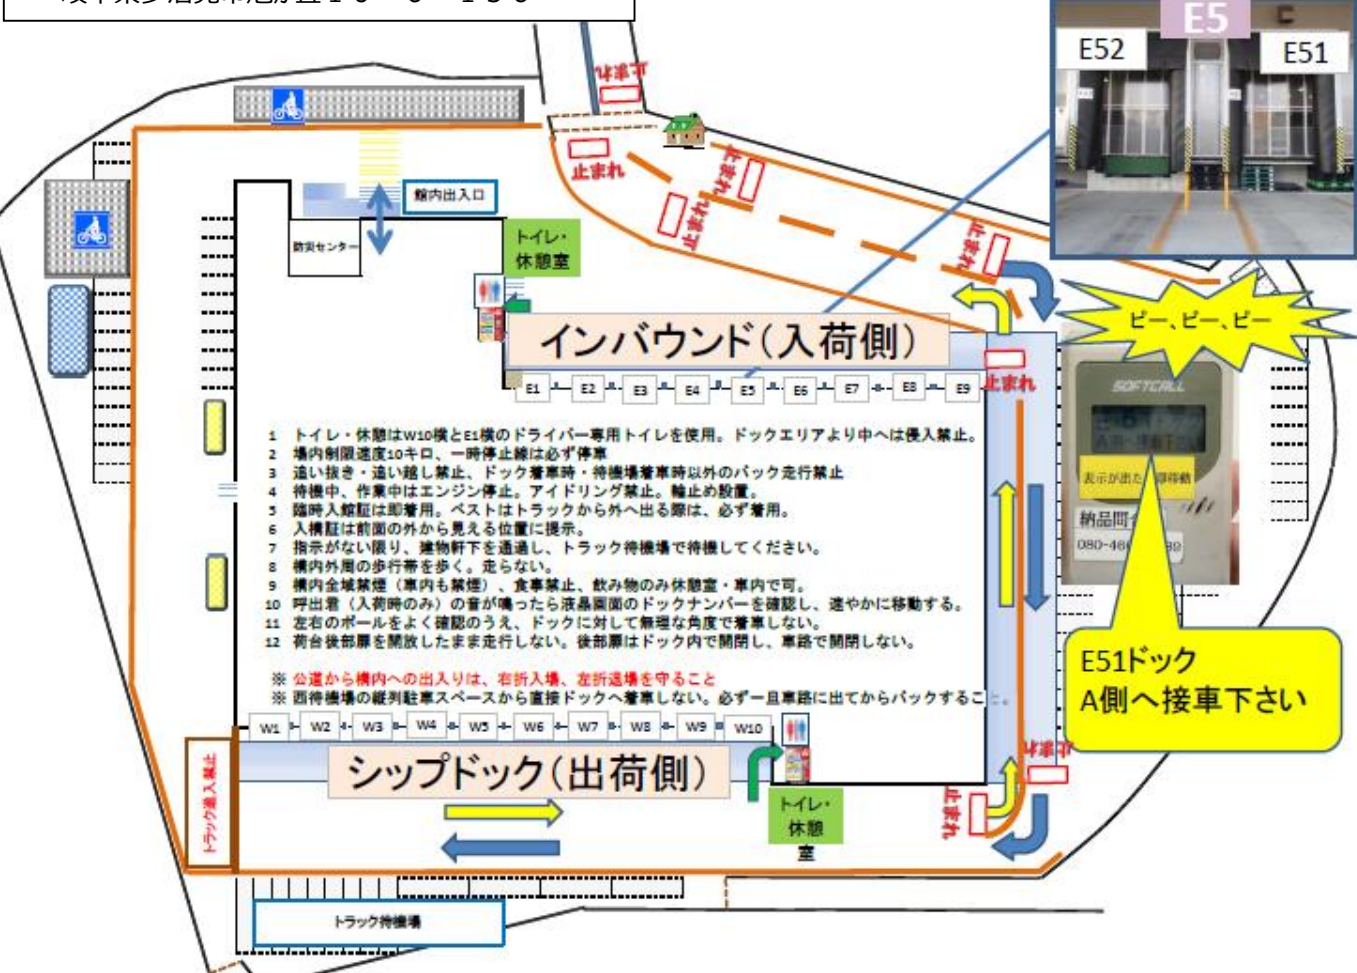 E5
E52
E51
止まれ
止まれ
止まれ
止まれ
止まれ
館内出入口
防災センター
トイレ・
休憩室
インバウンド(入荷側)
ピー、ピー、ピー
SOFTCALL
表示が出た
納品問
E1
E2
E3
E4
E5
E6
E7
E8
E9
止まれ
1 トイレ・休憩はW10横とE1横のドライバー専用トイレを使用。ドックエリアより中へは侵入禁止。
2 場内制限速度10キロ、一時停止線は必ず停車
3 追い抜き・追い越し禁止、ドック着車時・待機場着車時以外のバック走行禁止
4 待機中、作業中はエンジン停止。アイドリング禁止。輪止め設置。
5 臨時入館証は即着用。ベストはトラックから外へ出る際は、必ず着用。
6 入構証は前面の外から見える位置に提示。
7 指示がない限り、建物軒下を通過し、トラック待機場で待機してください。
8 構内外周の歩行帯を歩く。走らない。
9 構内全域禁煙（車内も禁煙）、食事禁止、飲み物のみ休憩室・車内で可。
10 呼出君（入荷時のみ）の音が鳴ったら液晶画面のドックナンバーを確認し、速やかに移動する。
11 左右のポールをよく確認のうえ、ドックに対して無理な角度で着車しない。
12 荷台後部扉を開放したまま走行しない。後部扉はドック内で開閉し、車路で開閉しない。
※ 公道から構内への出入りは、右折入場、左折退場を守ること
※ 西待機場の縦列駐車スペースから直接ドックへ着車しない。必ず一旦車路に出てからバックすること。
E51ドック
A側へ接車下さい
W1
W2
W3
W4
W5
W6
W7
W8
W9
W10
シップドック(出荷側)
トラック進入禁止
トイレ・
休憩
室
止まれ
止まれ
トラック待機場